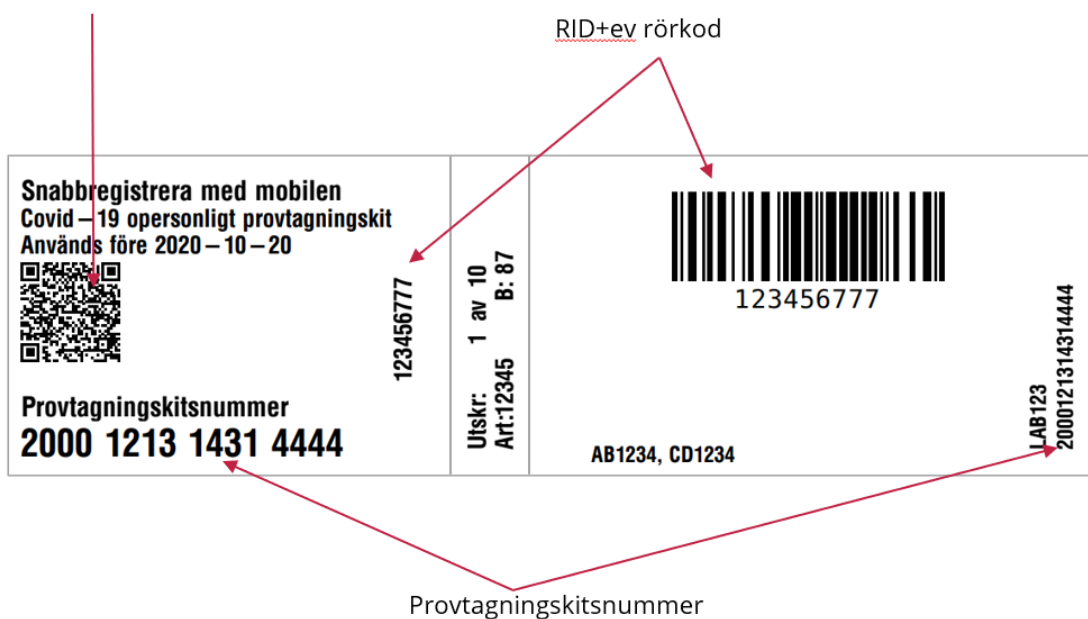 RID+ev rörkod
Snabbregistrera med mobilen
Covid – 19 opersonligt provtagningskit
Används före 2020 – 10 – 20
123456777
Provtagningskitsnummer
2000 1213 1431 4444
Utskr: 1 av 10
Art:12345 B: 87
123456777
AB1234, CD1234
LAB123
2000121314314444
Provtagningskitsnummer